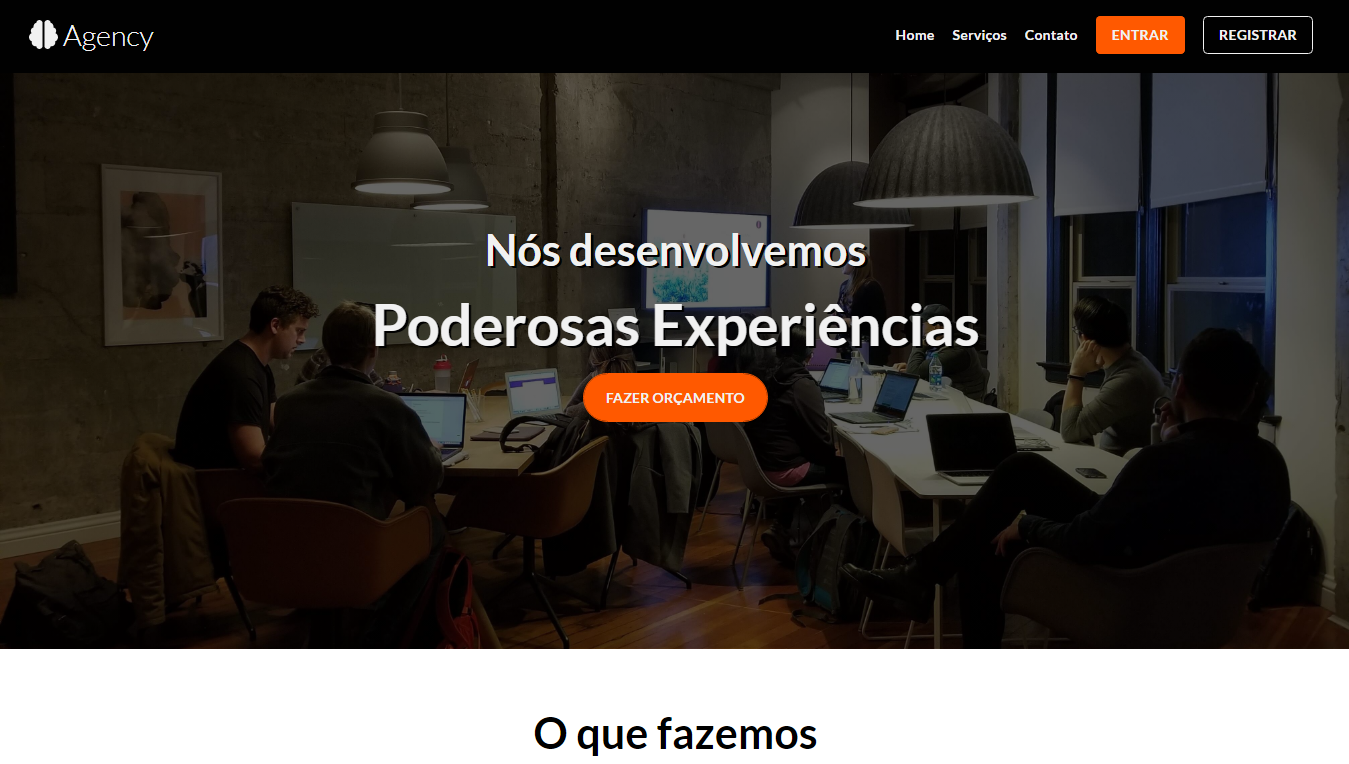 Agency
Home Serviços Contato ENTRAR REGISTRAR
Nós desenvolvemos
Poderosas Experiências
FAZER ORÇAMENTO
O que fazemos